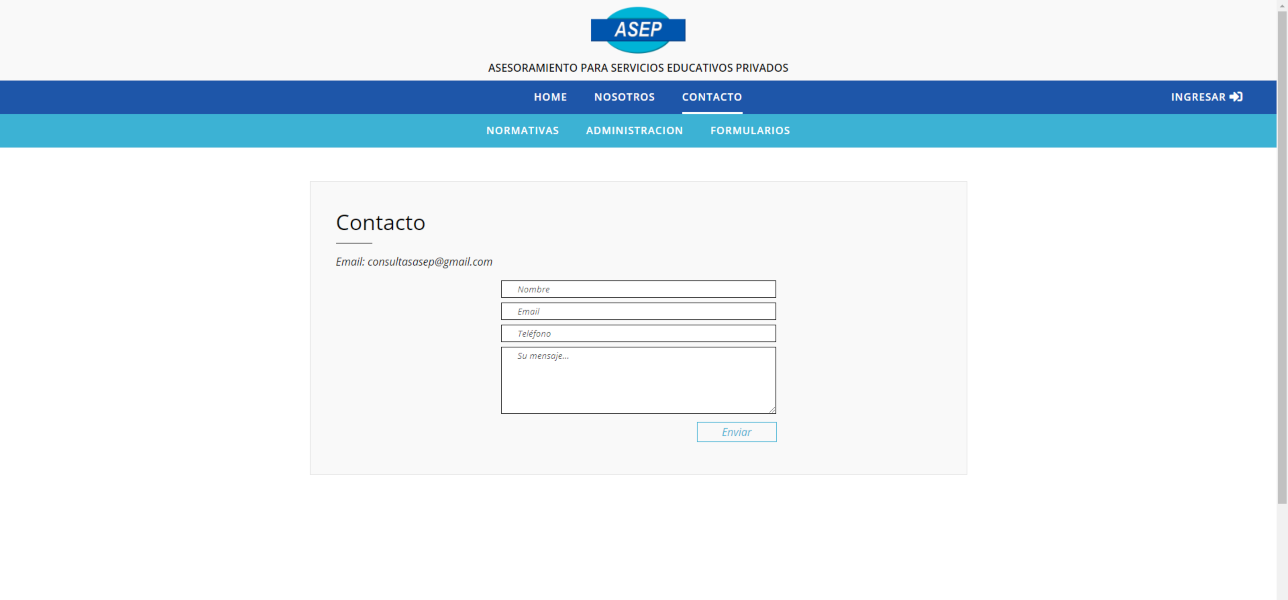 ASEP
ASESORAMIENTO PARA SERVICIOS EDUCATIVOS PRIVADOS
HOME NOSOTROS CONTACTO INGRESAR
NORMATIVAS ADMINISTRACION FORMULARIOS
Contacto
Email: consultasasep@gmail.com
Nombre
Email
Teléfono
Su mensaje...
Enviar